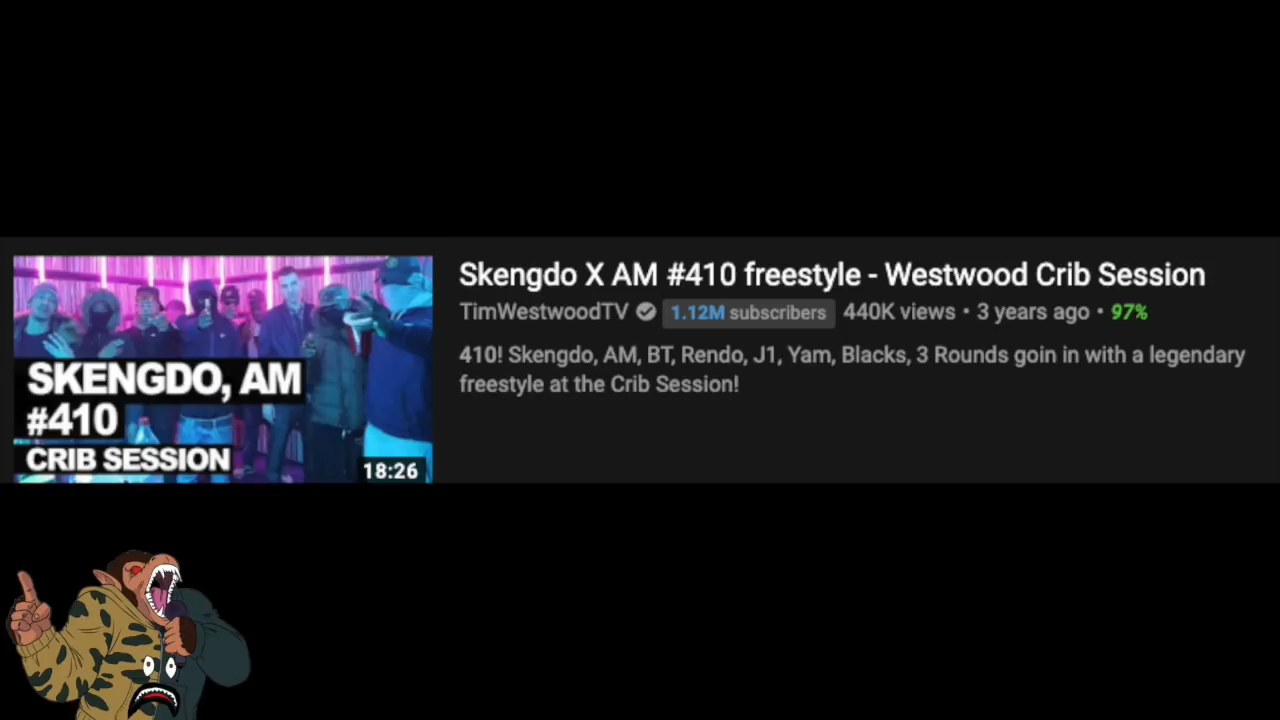 SKENGDO, AM
#410
CRIB SESSION
18:26
Skengdo X AM #410 freestyle - Westwood Crib Session
TimWestwoodTV 1.12M subscribers 440K views • 3 years ago • 97%
410! Skengdo, AM, BT, Rendo, J1, Yam, Blacks, 3 Rounds goin in with a legendary
freestyle at the Crib Session!